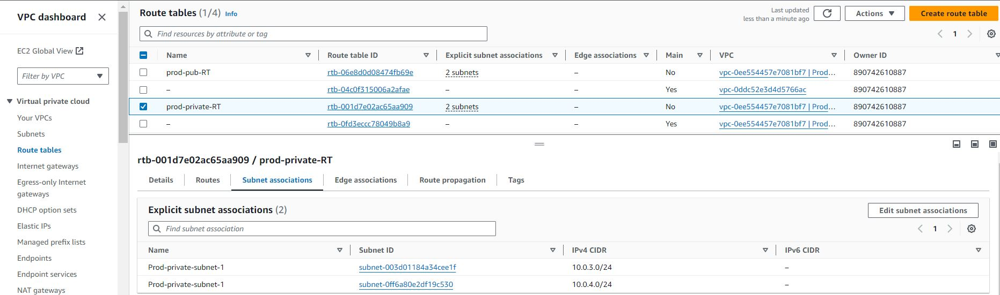 VPC dashboard
EC2 Global View
Filter by VPC
Virtual private cloud
Your VPCs
Subnets
Route tables
Internet gateways
Egress-only Internet
gateways
DHCP option sets
Elastic IPs
Managed prefix lists
Endpoints
Endpoint services
NAT gateways
Route tables (1/4) Info
Last updated
less than a minute ago
Actions
Create route table
Find resources by attribute or tag
1
Name Route table ID Explicit subnet associations Edge associations Main VPC Owner ID
prod-pub-RT rtb-06e8d0d08474fb69e 2 subnets – No vpc-0ee554457e7081bf7 | Prod… 890742610887
– rtb-04c0f315006a2afae – – Yes vpc-0ddc52e3d4d5766ac 890742610887
prod-private-RT rtb-001d7e02ac65aa909 2 subnets – No vpc-0ee554457e7081bf7 | Prod… 890742610887
– rtb-0fd3eccc78049b8a9 – – Yes vpc-0ee554457e7081bf7 | Prod… 890742610887
rtb-001d7e02ac65aa909 / prod-private-RT
Details Routes Subnet associations Edge associations Route propagation Tags
Explicit subnet associations (2)
Edit subnet associations
Find subnet association
1
Name Subnet ID IPv4 CIDR IPv6 CIDR
Prod-private-subnet-1 subnet-003d01184a34cee1f 10.0.3.0/24 –
Prod-private-subnet-1 subnet-0ff6a80e2df19c530 10.0.4.0/24 –